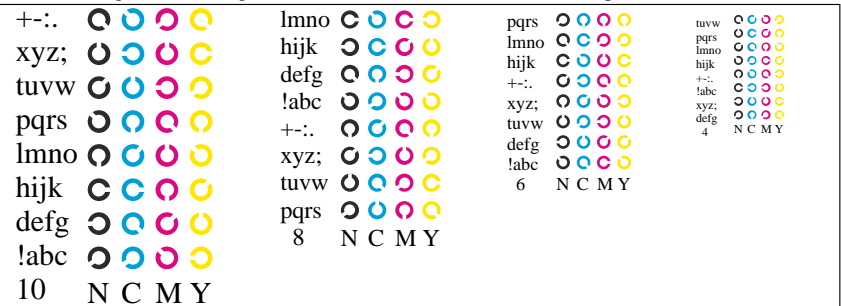 +-:.
xyz;
tuvw
pqrs
lmno
hijk
defg
!abc
10 N C M Y
lmno
hijk
defg
!abc
+-:.
xyz;
tuvw
pqrs
8 N C M Y
pqrs
lmno
hijk
+-:.
xyz;
tuvw
defg
!abc
6 N C M Y
tuvw
pqrs
lmno
hijk
+-:.
!abc
xyz;
defg
4 N C M Y